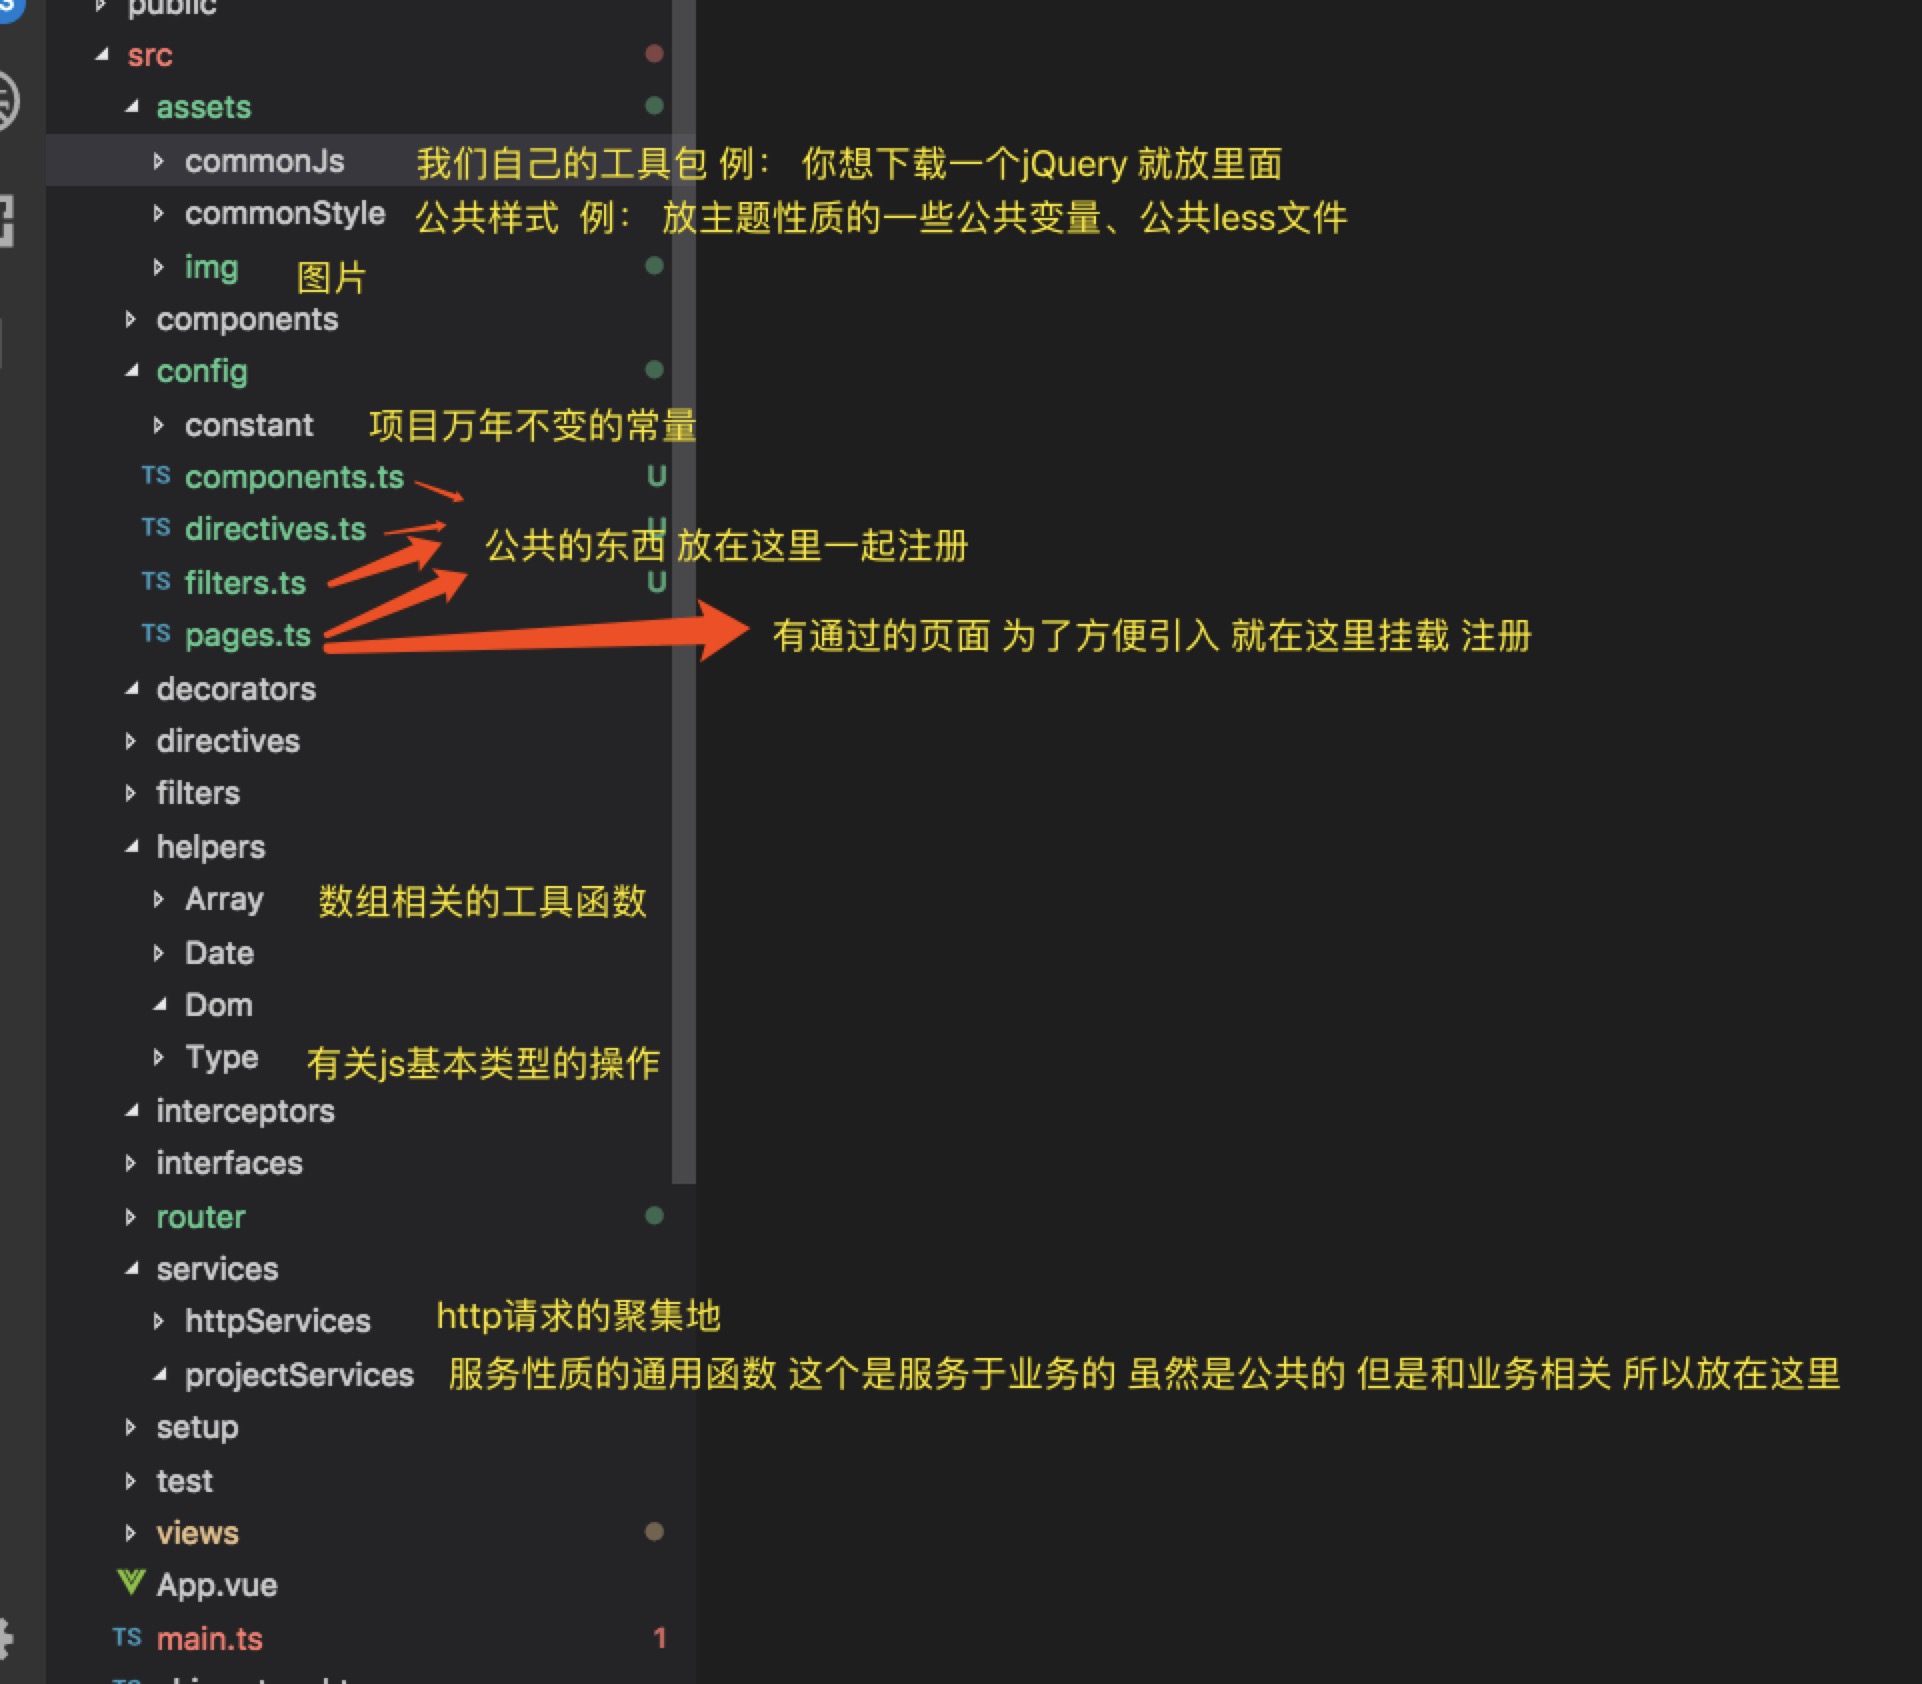 public
src
assets
commonJs 我们自己的工具包 例： 你想下载一个jQuery 就放里面
commonStyle 公共样式 例： 放主题性质的一些公共变量、公共less文件
img 图片
components
config
constant 项目万年不变的常量
TS components.ts U
TS directives.ts U
公共的东西 放在这里一起注册
TS filters.ts U
TS pages.ts 有通过的页面 为了方便引入 就在这里挂载 注册
decorators
directives
filters
helpers
Array 数组相关的工具函数
Date
Dom
Type 有关js基本类型的操作
interceptors
interfaces
router
services
httpServices http请求的聚集地
projectServices 服务性质的通用函数 这个是服务于业务的 虽然是公共的 但是和业务相关 所以放在这里
setup
test
views
App.vue
TS main.ts 1